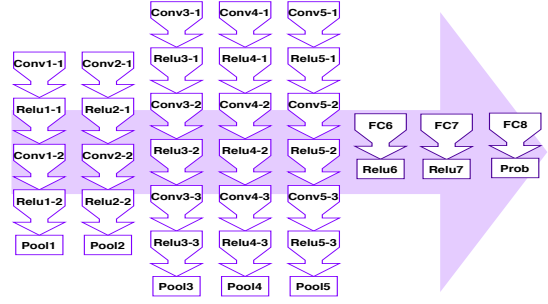 Conv1-1
Relu1-1
Conv1-2
Relu1-2
Pool1
Conv2-1
Relu2-1
Conv2-2
Relu2-2
Pool2
Conv3-1
Relu3-1
Conv3-2
Relu3-2
Conv3-3
Relu3-3
Pool3
Conv4-1
Relu4-1
Conv4-2
Relu4-2
Conv4-3
Relu4-3
Pool4
Conv5-1
Relu5-1
Conv5-2
Relu5-2
Conv5-3
Relu5-3
Pool5
FC6
Relu6
FC7
Relu7
FC8
Prob